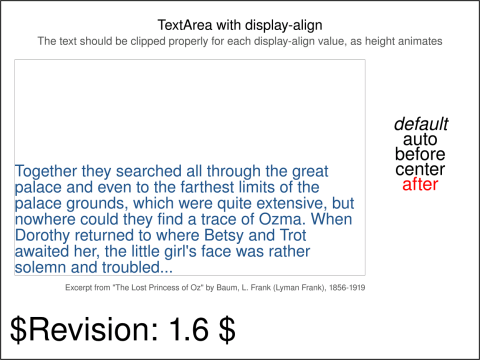 TextArea with display-align
The text should be clipped properly for each display-align value, as height animates
Together they searched all through the great
palace and even to the farthest limits of the
palace grounds, which were quite extensive, but
nowhere could they find a trace of Ozma. When
Dorothy returned to where Betsy and Trot
awaited her, the little girl's face was rather
solemn and troubled...
default
auto
before
center
after
Excerpt from "The Lost Princess of Oz" by Baum, L. Frank (Lyman Frank), 1856-1919
$Revision: 1.6 $